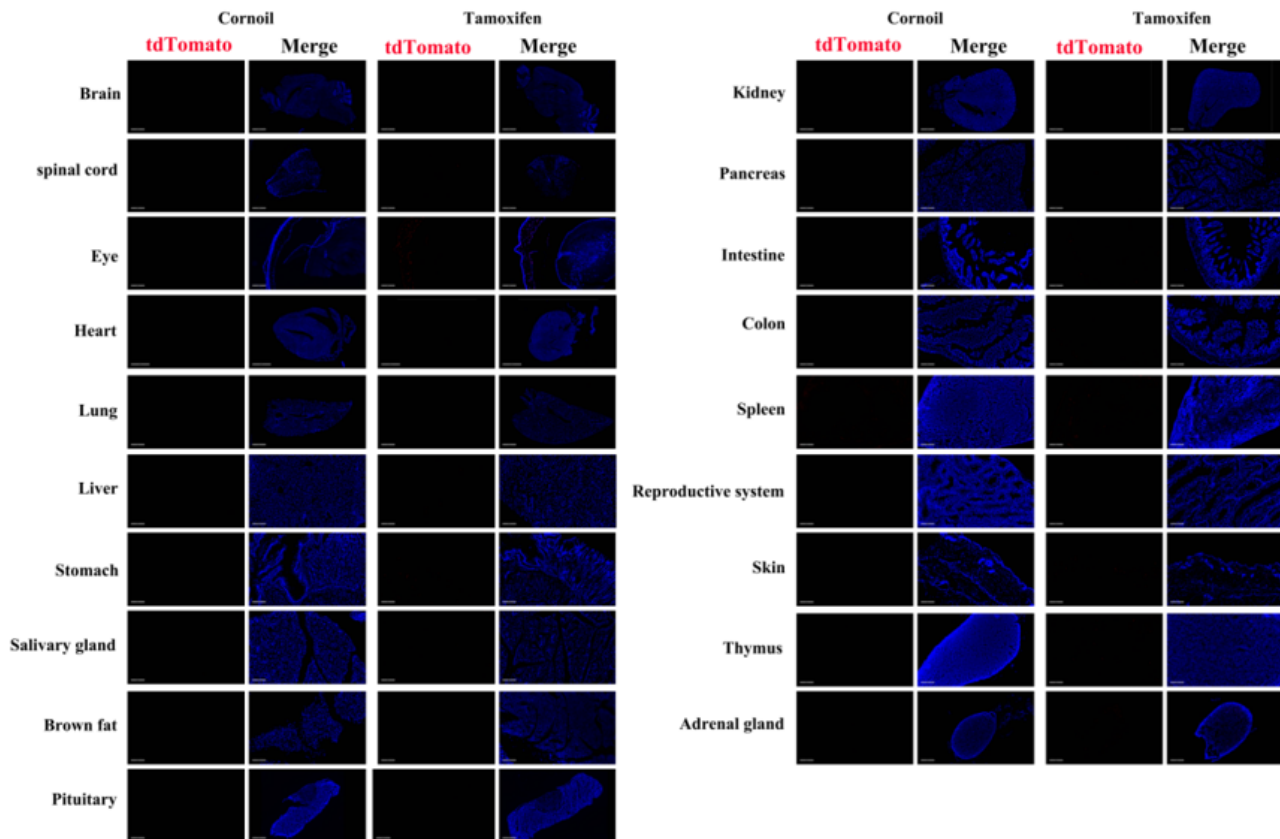 Cornoil Tamoxifen
tdTomato Merge tdTomato Merge
Brain
spinal cord
Eye
Heart
Lung
Liver
Stomach
Salivary gland
Brown fat
Pituitary
Cornoil Tamoxifen
tdTomato Merge tdTomato Merge
Kidney
Pancreas
Intestine
Colon
Spleen
Reproductive system
Skin
Thymus
Adrenal gland